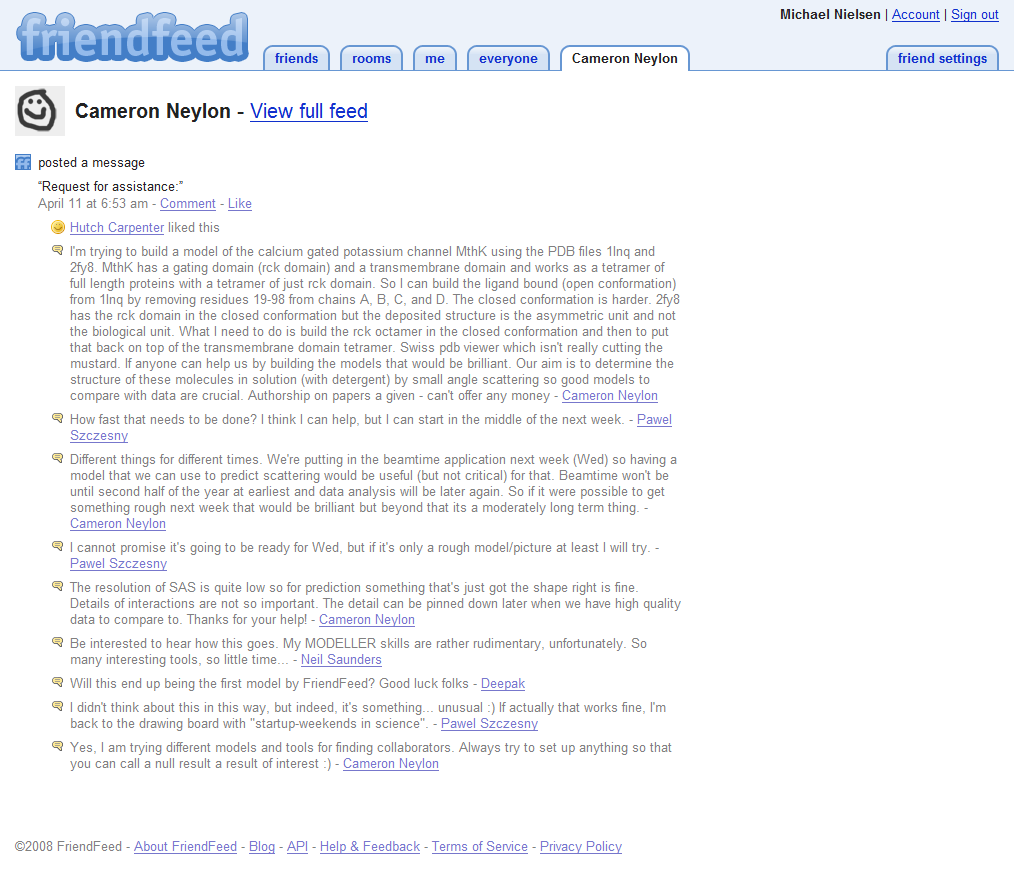 friendfeed
Michael Nielsen | Account | Sign out
friends rooms me everyone Cameron Neylon friend settings
Cameron Neylon - View full feed
ff posted a message
“Request for assistance:”
April 11 at 6:53 am - Comment - Like
Hutch Carpenter liked this
I'm trying to build a model of the calcium gated potassium channel MthK using the PDB files 1lnq and
2fy8. MthK has a gating domain (rck domain) and a transmembrane domain and works as a tetramer of
full length proteins with a tetramer of just rck domain. So I can build the ligand bound (open conformation)
from 1lnq by removing residues 19-98 from chains A, B, C, and D. The closed conformation is harder. 2fy8
has the rck domain in the closed conformation but the deposited structure is the asymmetric unit and not
the biological unit. What I need to do is build the rck octamer in the closed conformation and then to put
that back on top of the transmembrane domain tetramer. Swiss pdb viewer which isn't really cutting the
mustard. If anyone can help us by building the models that would be brilliant. Our aim is to determine the
structure of these molecules in solution (with detergent) by small angle scattering so good models to
compare with data are crucial. Authorship on papers a given - can't offer any money - Cameron Neylon
How fast that needs to be done? I think I can help, but I can start in the middle of the next week. - Pawel
Szczesny
Different things for different times. We're putting in the beamtime application next week (Wed) so having a
model that we can use to predict scattering would be useful (but not critical) for that. Beamtime won't be
until second half of the year at earliest and data analysis will be later again. So if it were possible to get
something rough next week that would be brilliant but beyond that its a moderately long term thing. -
Cameron Neylon
I cannot promise it's going to be ready for Wed, but if it's only a rough model/picture at least I will try. -
Pawel Szczesny
The resolution of SAS is quite low so for prediction something that's just got the shape right is fine.
Details of interactions are not so important. The detail can be pinned down later when we have high quality
data to compare to. Thanks for your help! - Cameron Neylon
Be interested to hear how this goes. My MODELLER skills are rather rudimentary, unfortunately. So
many interesting tools, so little time... - Neil Saunders
Will this end up being the first model by FriendFeed? Good luck folks - Deepak
I didn't think about this in this way, but indeed, it's something... unusual :) If actually that works fine, I'm
back to the drawing board with "startup-weekends in science". - Pawel Szczesny
Yes, I am trying different models and tools for finding collaborators. Always try to set up anything so that
you can call a null result a result of interest :) - Cameron Neylon
©2008 FriendFeed - About FriendFeed - Blog - API - Help & Feedback - Terms of Service - Privacy Policy